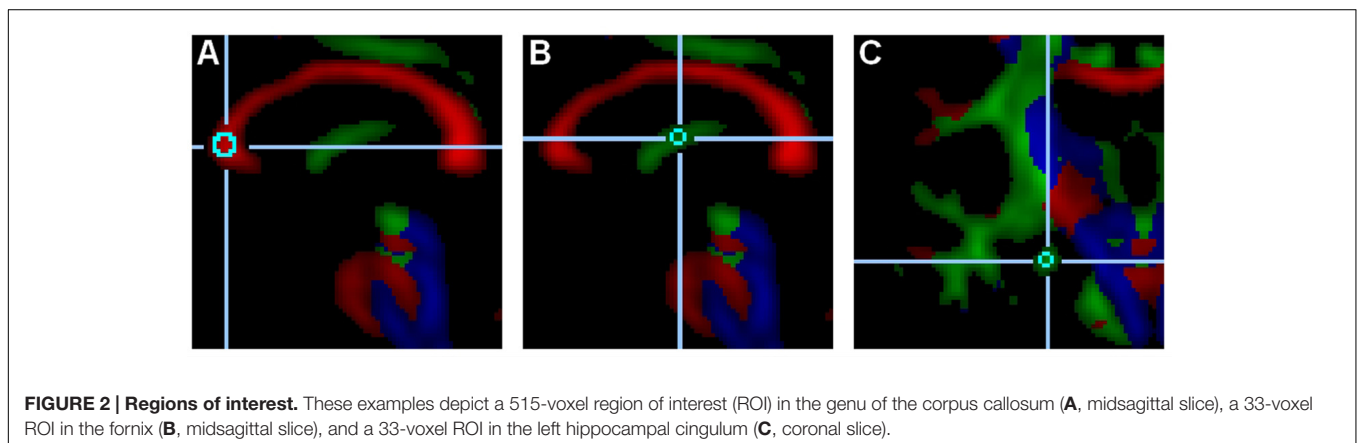 A
B
C
FIGURE 2 | Regions of interest. These examples depict a 515-voxel region of interest (ROI) in the genu of the corpus callosum (A, midsagittal slice), a 33-voxel
ROI in the fornix (B, midsagittal slice), and a 33-voxel ROI in the left hippocampal cingulum (C, coronal slice).